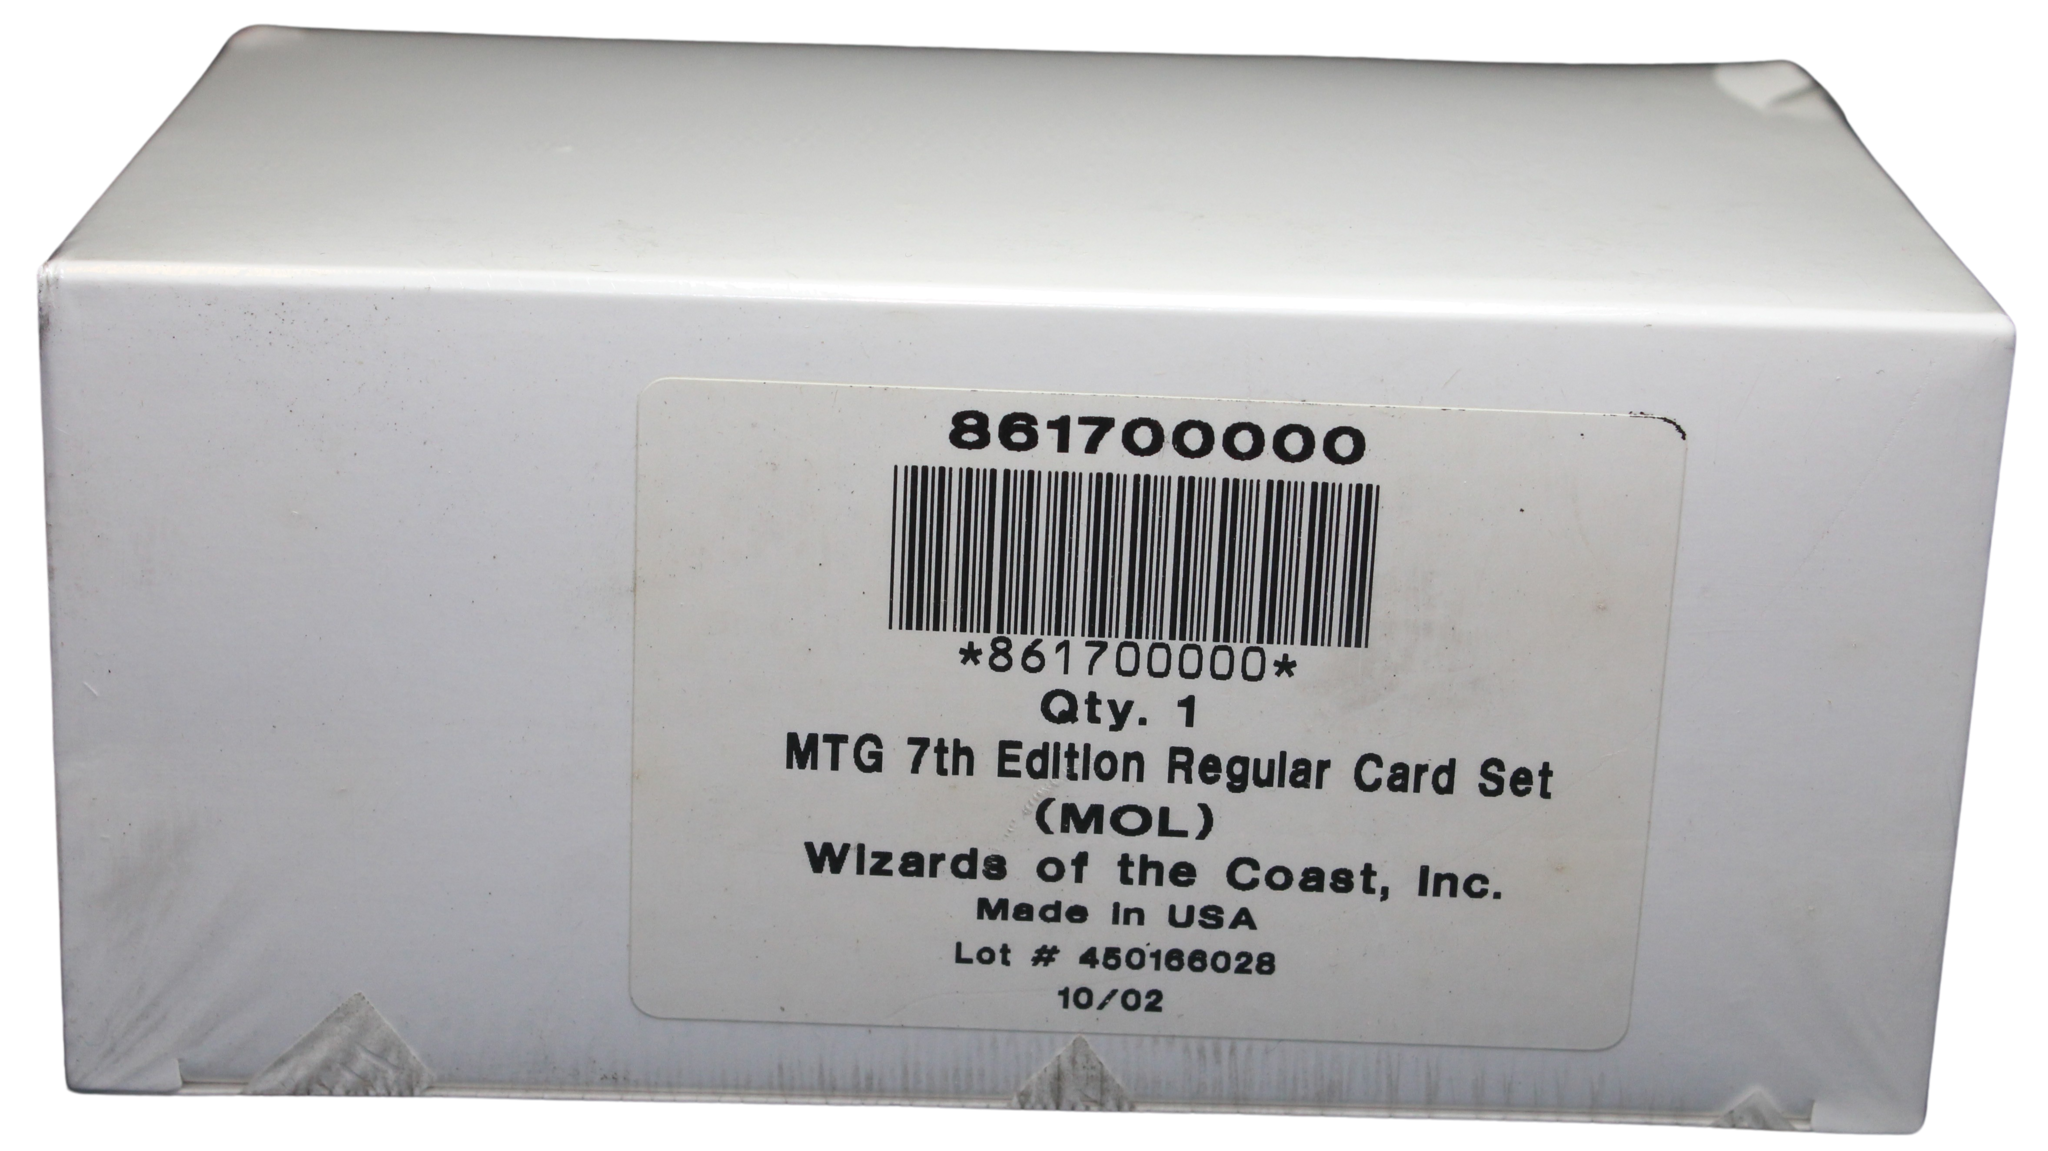 861700000
*861700000*
Qty. 1
MTG 7th Edition Regular Card Set
(MOL)
Wizards of the Coast, Inc.
Made in USA
Lot # 450166028
10/02